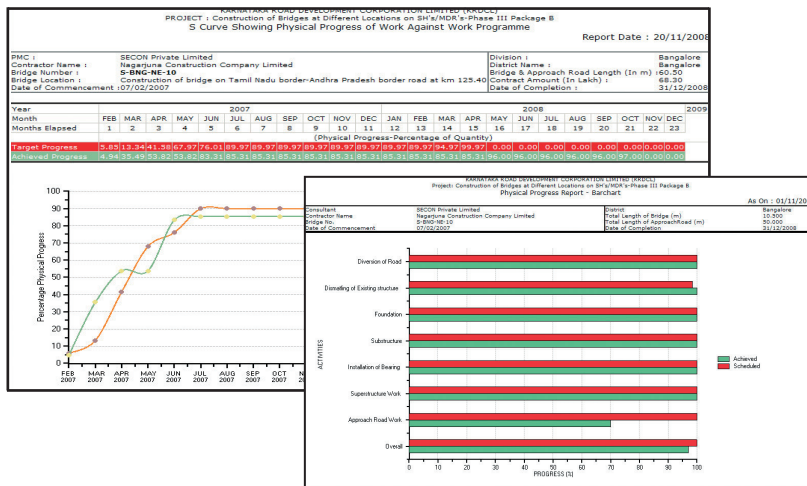 KARNATAKA ROAD DEVELOPMENT CORPORATION LIMITED (KRDCL)
PROJECT : Construction of Bridges at Different Locations on SH's/MDR's-Phase III Package B
S Curve Showing Physical Progress of Work Against Work Programme
Report Date : 20/11/2008
PMC : SECON Private Limited Division : Bangalore
Contractor Name : Nagarjuna Construction Company Limited District Name : Bangalore
Bridge Number : S-BNG-NE-10 Bridge & Approach Road Length (In m) :60.50
Bridge Location : Construction of bridge on Tamil Nadu border-Andhra Pradesh border road at km 125.40 Contract Amount (In Lakh) : 68.30
Date of Commencement :07/02/2007 Date of Completion : 31/12/2008
Year 2007 2008 2009
Month FEB MAR APR MAY JUN JUL AUG SEP OCT NOV DEC JAN FEB MAR APR MAY JUN JUL AUG SEP OCT NOV DEC
Months Elapsed 1 2 3 4 5 6 7 8 9 10 11 12 13 14 15 16 17 18 19 20 21 22 23
(Physical Progress-Percentage of Quantity)
Target Progress 5.85 13.34 41.58 67.97 76.01 89.97 89.97 89.97 89.97 89.97 89.97 89.97 89.97 94.97 99.97 0.00 0.00 0.00 0.00 0.00 0.00 0.00 0.00
Achieved Progress 4.94 35.49 53.82 53.82 83.31 85.31 85.31 85.31 85.31 85.31 85.31 85.31 85.31 85.31 85.31 96.00 96.00 96.00 96.00 96.00 97.00 0.00 0.00
Percentage Physical Progress
100
90
80
70
60
50
40
30
20
10
0
FEB 2007 MAR 2007 APR 2007 MAY 2007 JUN 2007 JUL 2007 AUG 2007 SEP 2007 OCT 2007
KARNATAKA ROAD DEVELOPMENT CORPORATION LIMITED (KRDCL)
Project: Construction of Bridges at Different Locations on SH's/MDR's-Phase III Package B
Physical Progress Report - Barchart
As On : 01/11/20
Consultant SECON Private Limited District Bangalore
Contractor Name Nagarjuna Construction Company Limited Total Length of Bridge (m) 10.500
Bridge No. S-BNG-NE-10 Total Length of ApproachRoad (m) 50.000
Date of Commencement 07/02/2007 Date of Completion 31/12/2008
ACTIVITIES
Diversion of Road
Dismalling of Existing structure
Foundation
Substructure
Installation of Bearing
Superstructure Work
Approach Road Work
Overall
Achieved
Scheduled
0 10 20 30 40 50 60 70 80 90 100
PROGRESS (%)